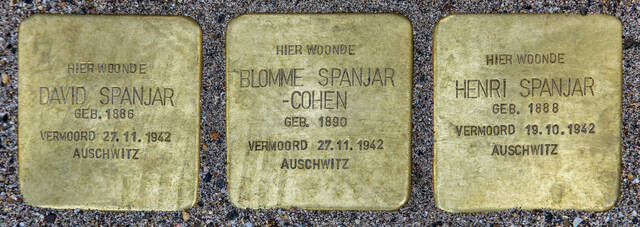 HIER WOONDE
DAVID SPANJAR
GEB. 1886
VERMOORD 27.11.1942
AUSCHWITZ
HIER WOONDE
BLOMME SPANJAR
-COHEN
GEB. 1890
VERMOORD 27.11.1942
AUSCHWITZ
HIER WOONDE
HENRI SPANJAR
GEB. 1888
VERMOORD 19.10.1942
AUSCHWITZ